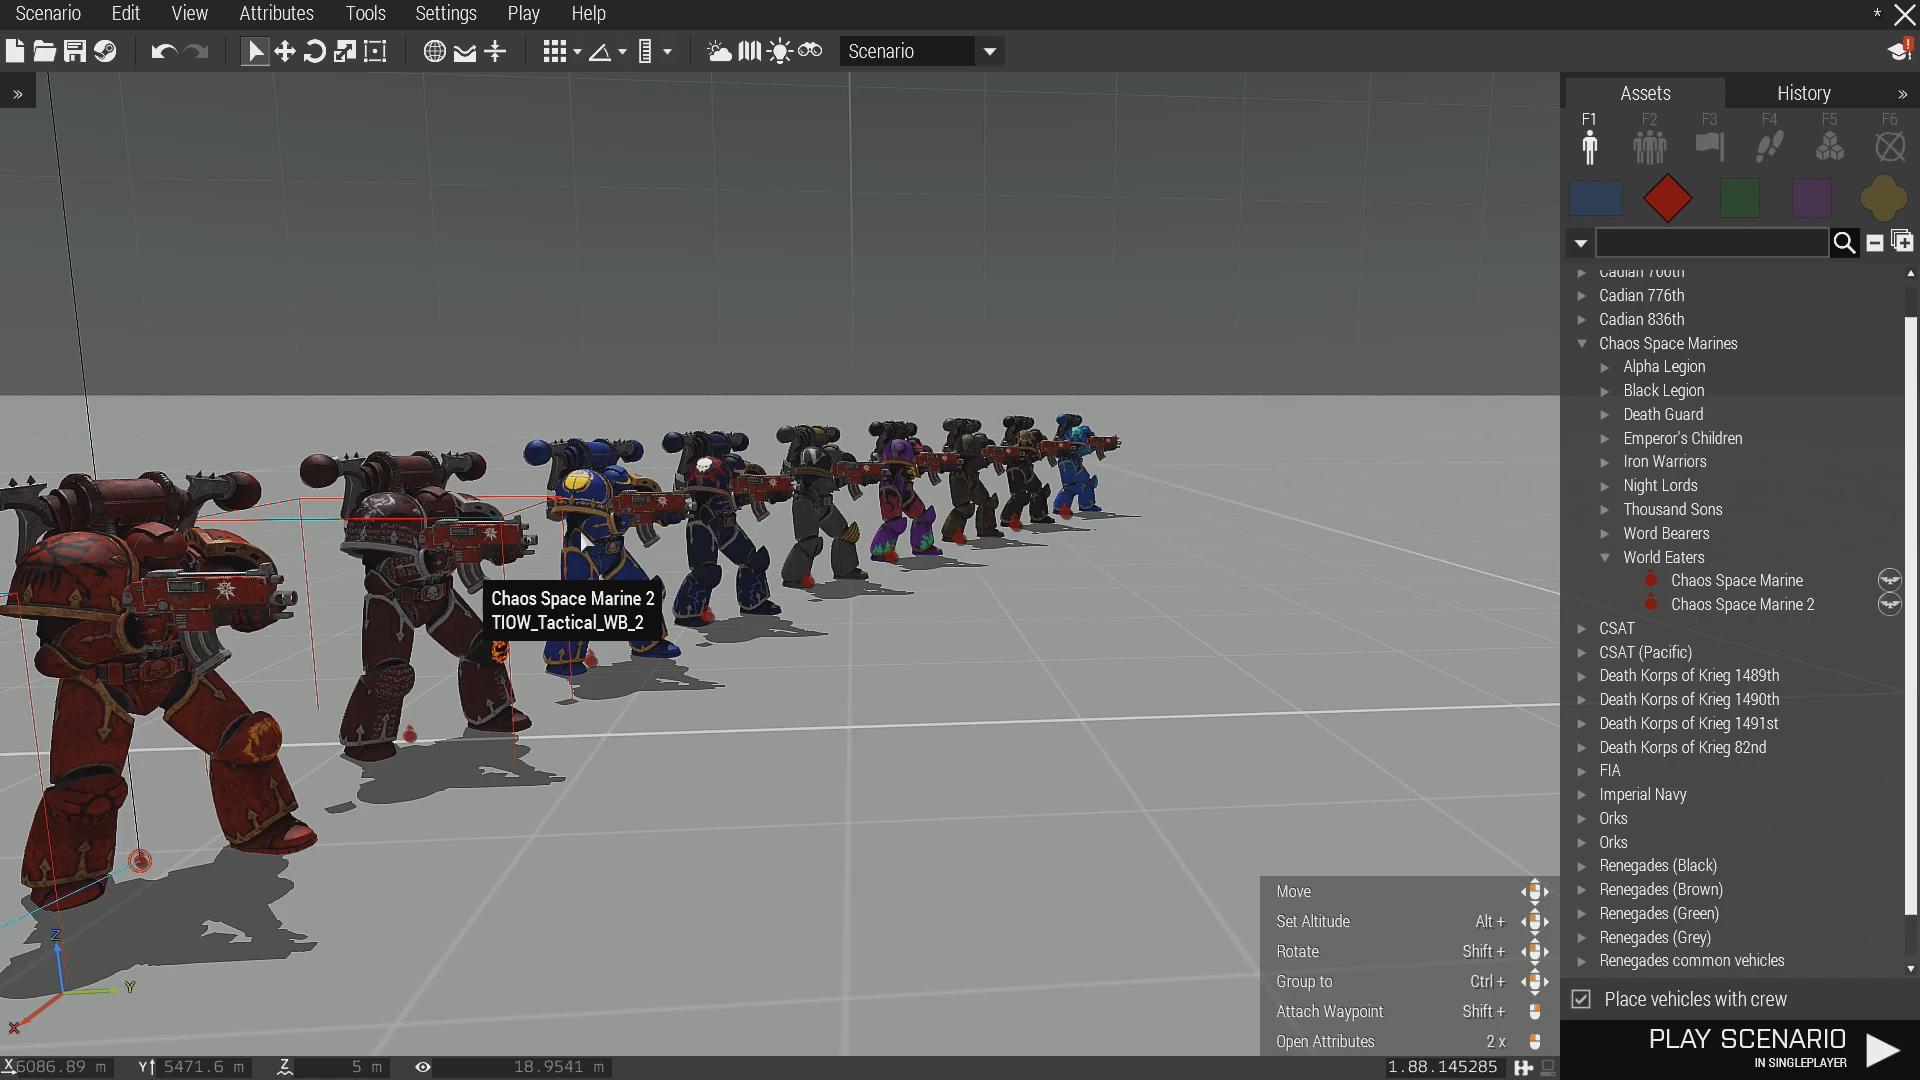 Scenario Edit View Attributes Tools Settings Play Help *
Scenario
Assets History
F1 F2 F3 F4 F5 F6
Cadian 700th
Cadian 776th
Cadian 836th
Chaos Space Marines
Alpha Legion
Black Legion
Death Guard
Emperor's Children
Iron Warriors
Night Lords
Thousand Sons
Word Bearers
World Eaters
Chaos Space Marine
Chaos Space Marine 2
CSAT
CSAT (Pacific)
Death Korps of Krieg 1489th
Death Korps of Krieg 1490th
Death Korps of Krieg 1491st
Death Korps of Krieg 82nd
FIA
Imperial Navy
Orks
Orks
Renegades (Black)
Renegades (Brown)
Renegades (Green)
Renegades (Grey)
Renegades common vehicles
Place vehicles with crew
PLAY SCENARIO
IN SINGLEPLAYER
Chaos Space Marine 2
TIOW_Tactical_WB_2
Move
Set Altitude Alt +
Rotate Shift +
Group to Ctrl +
Attach Waypoint Shift +
Open Attributes 2 x
Z
Y
X
X 6086.89 m Y 5471.6 m Z 5 m 18.9541 m 1.88.145285